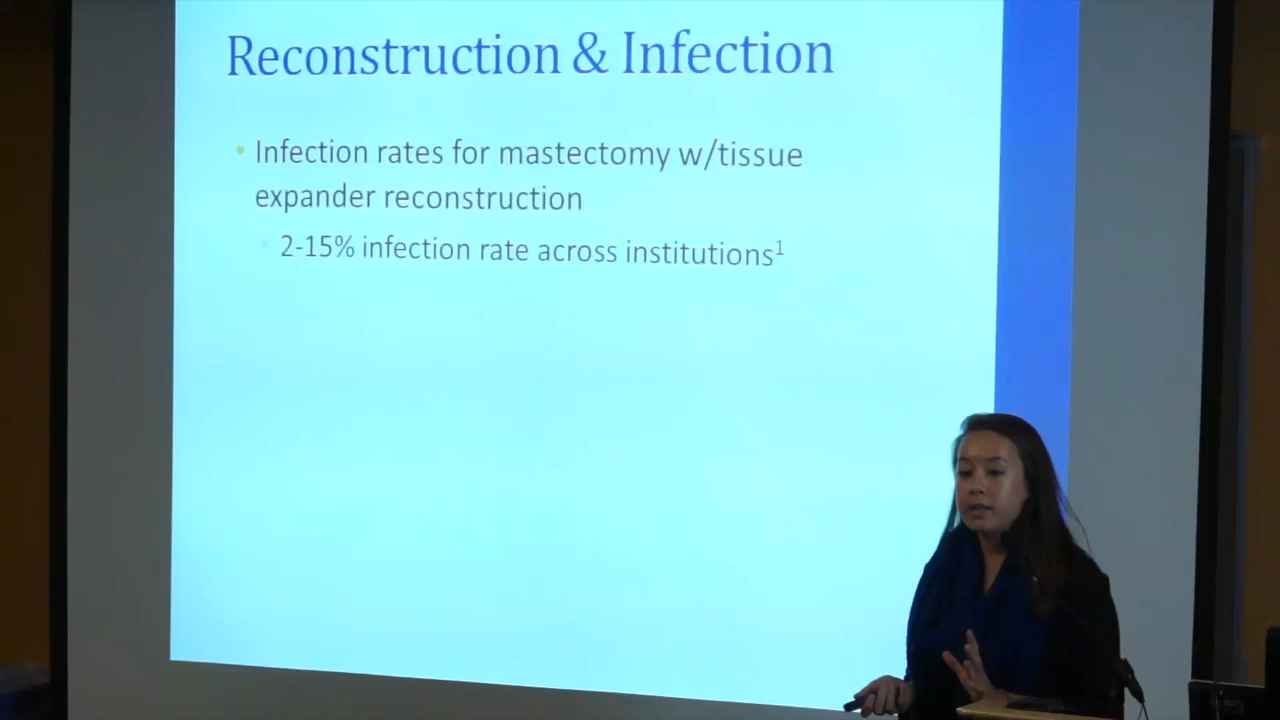 Reconstruction & Infection
• Infection rates for mastectomy w/tissue
expander reconstruction
• 2-15% infection rate across institutions¹